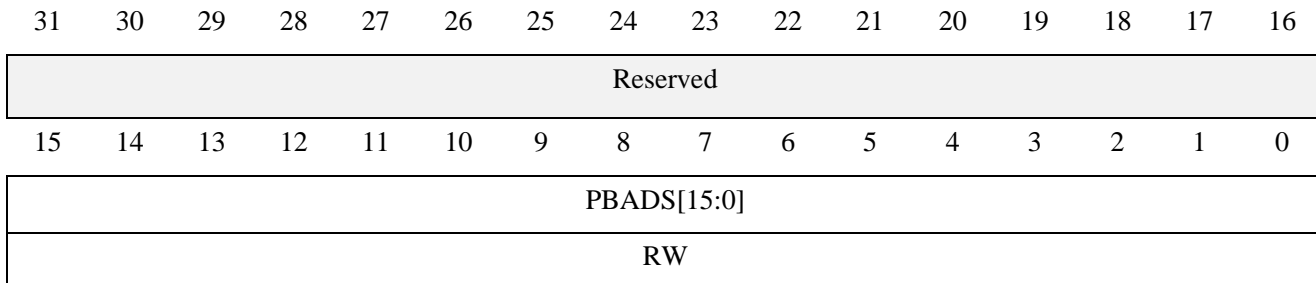 31 30 29 28 27 26 25 24 23 22 21 20 19 18 17 16
Reserved
15 14 13 12 11 10 9 8 7 6 5 4 3 2 1 0
PBADS[15:0]
RW